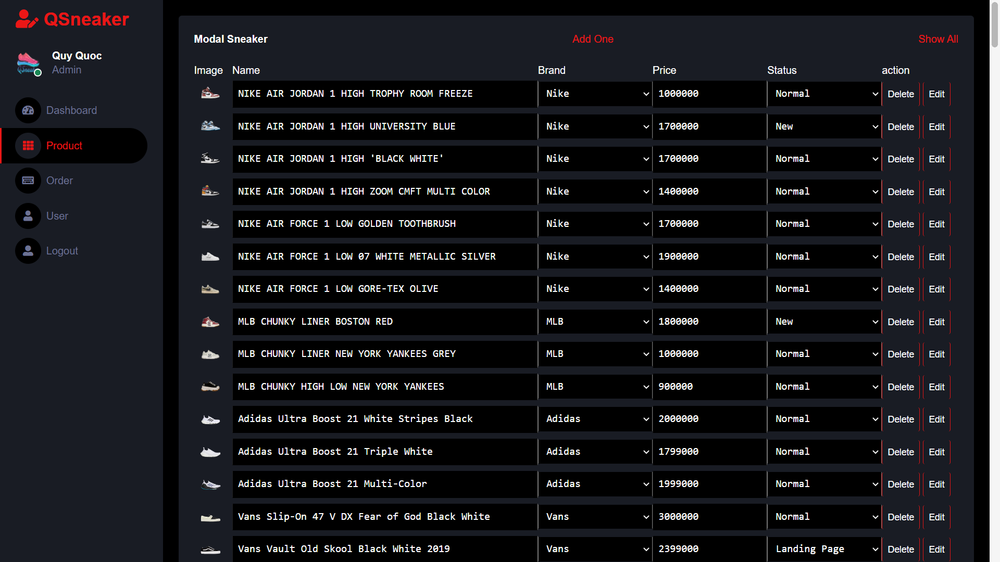 QSneaker
Quy Quoc
Admin
Dashboard
Product
Order
User
Logout
Modal Sneaker Add One Show All
Image Name Brand Price Status action
NIKE AIR JORDAN 1 HIGH TROPHY ROOM FREEZE Nike 1000000 Normal Delete Edit
NIKE AIR JORDAN 1 HIGH UNIVERSITY BLUE Nike 1700000 New Delete Edit
NIKE AIR JORDAN 1 HIGH 'BLACK WHITE' Nike 1700000 Normal Delete Edit
NIKE AIR JORDAN 1 HIGH ZOOM CMFT MULTI COLOR Nike 1400000 Normal Delete Edit
NIKE AIR FORCE 1 LOW GOLDEN TOOTHBRUSH Nike 1700000 Normal Delete Edit
NIKE AIR FORCE 1 LOW 07 WHITE METALLIC SILVER Nike 1900000 Normal Delete Edit
NIKE AIR FORCE 1 LOW GORE-TEX OLIVE Nike 1400000 Normal Delete Edit
MLB CHUNKY LINER BOSTON RED MLB 1800000 New Delete Edit
MLB CHUNKY LINER NEW YORK YANKEES GREY MLB 1000000 Normal Delete Edit
MLB CHUNKY HIGH LOW NEW YORK YANKEES MLB 900000 Normal Delete Edit
Adidas Ultra Boost 21 White Stripes Black Adidas 2000000 Normal Delete Edit
Adidas Ultra Boost 21 Triple White Adidas 1799000 Normal Delete Edit
Adidas Ultra Boost 21 Multi-Color Adidas 1999000 Normal Delete Edit
Vans Slip-On 47 V DX Fear of God Black White Vans 3000000 Normal Delete Edit
Vans Vault Old Skool Black White 2019 Vans 2399000 Landing Page Delete Edit